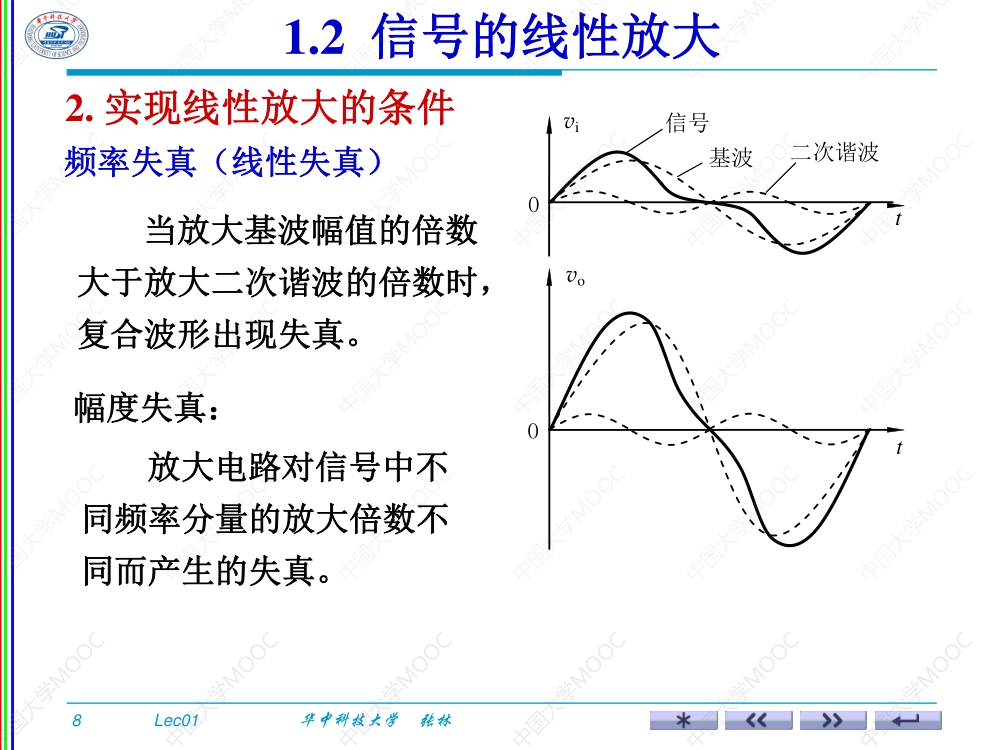 1.2 信号的线性放大
2. 实现线性放大的条件
频率失真（线性失真）
当放大基波幅值的倍数
大于放大二次谐波的倍数时，
复合波形出现失真。
幅度失真：
放大电路对信号中不
同频率分量的放大倍数不
同而产生的失真。
vi
信号
基波
二次谐波
0
t
vo
0
t
8
Lec01
华中科技大学 张林
中国大学MOOC